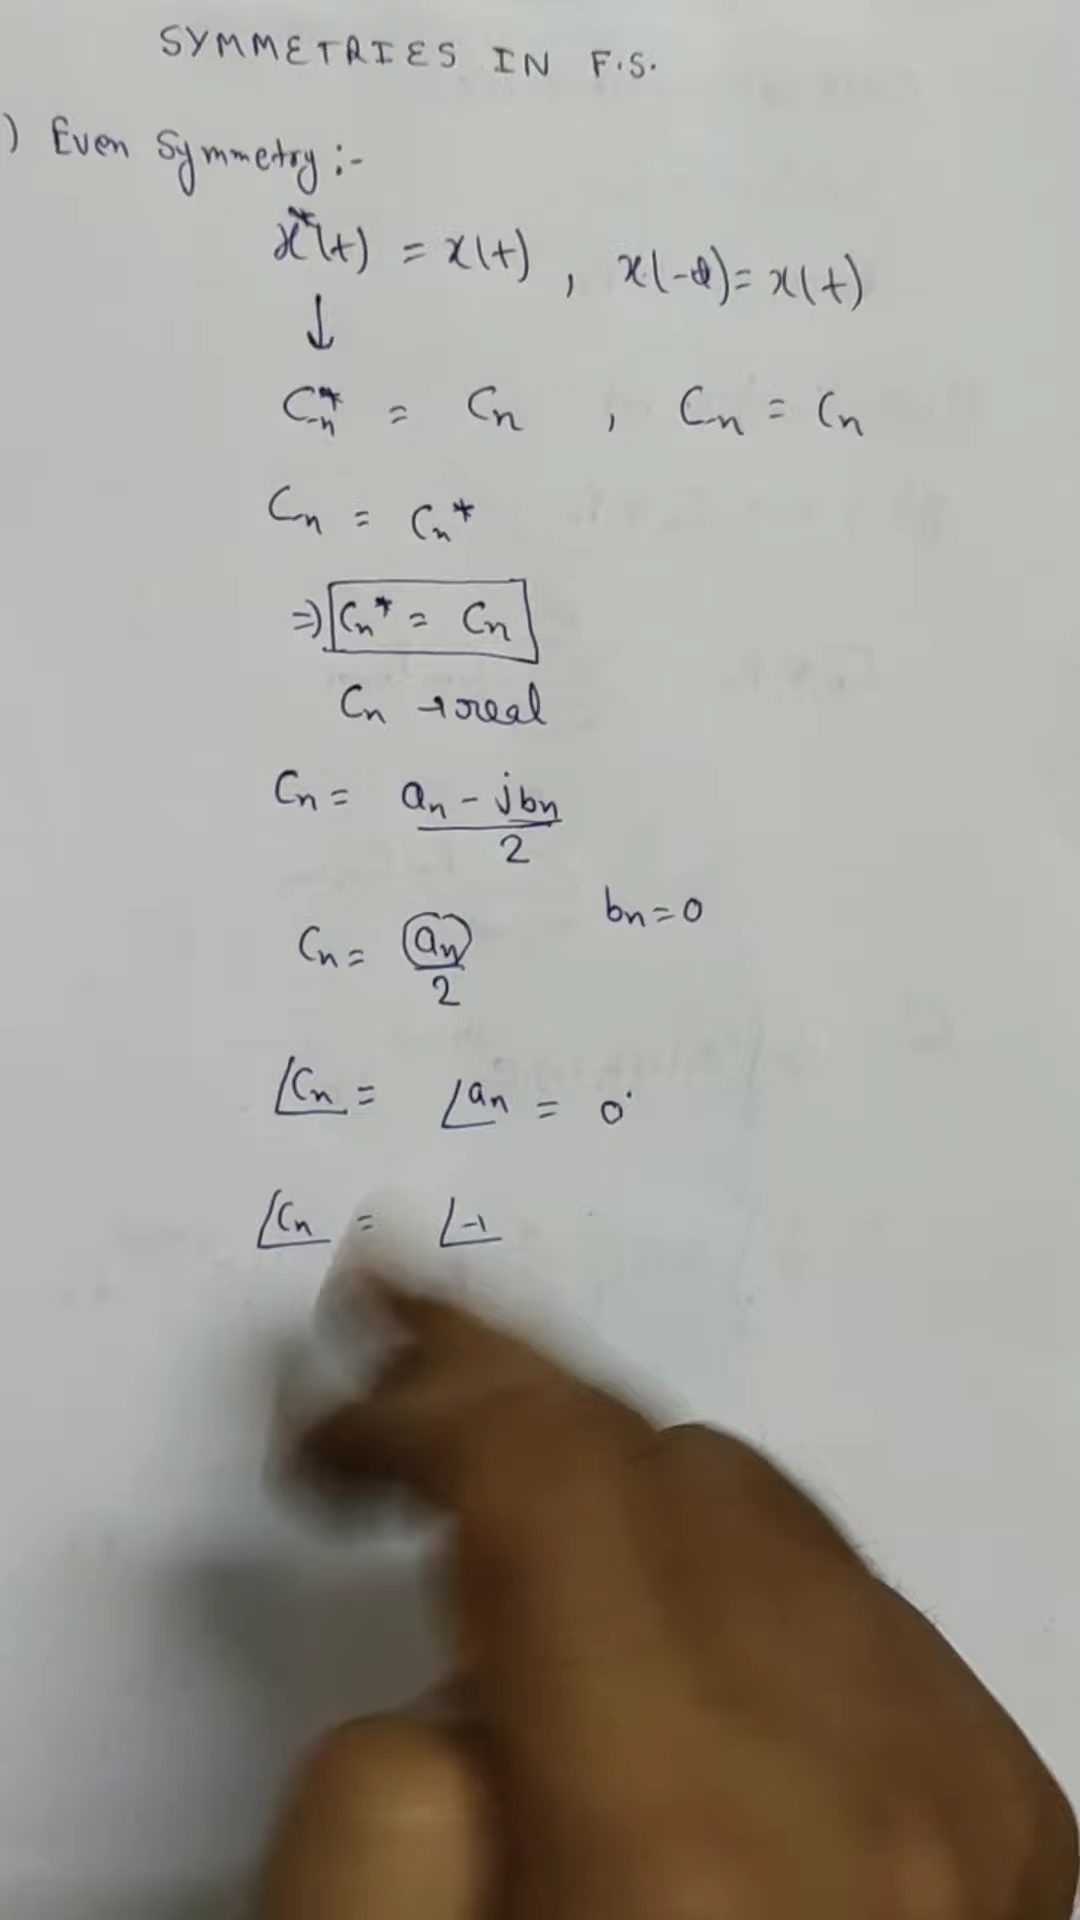 SYMMETRIES IN F.S.
) Even Symmetry :-
x*(t) = x(t) , x(-t) = x(t)
↓
C-n* = Cn , C-n = Cn
C-n = Cn*
⇒ Cn* = Cn
Cn → real
Cn = an - jbn / 2
bn = 0
Cn = an / 2
∠Cn = ∠an = 0°
∠Cn = ∠-1